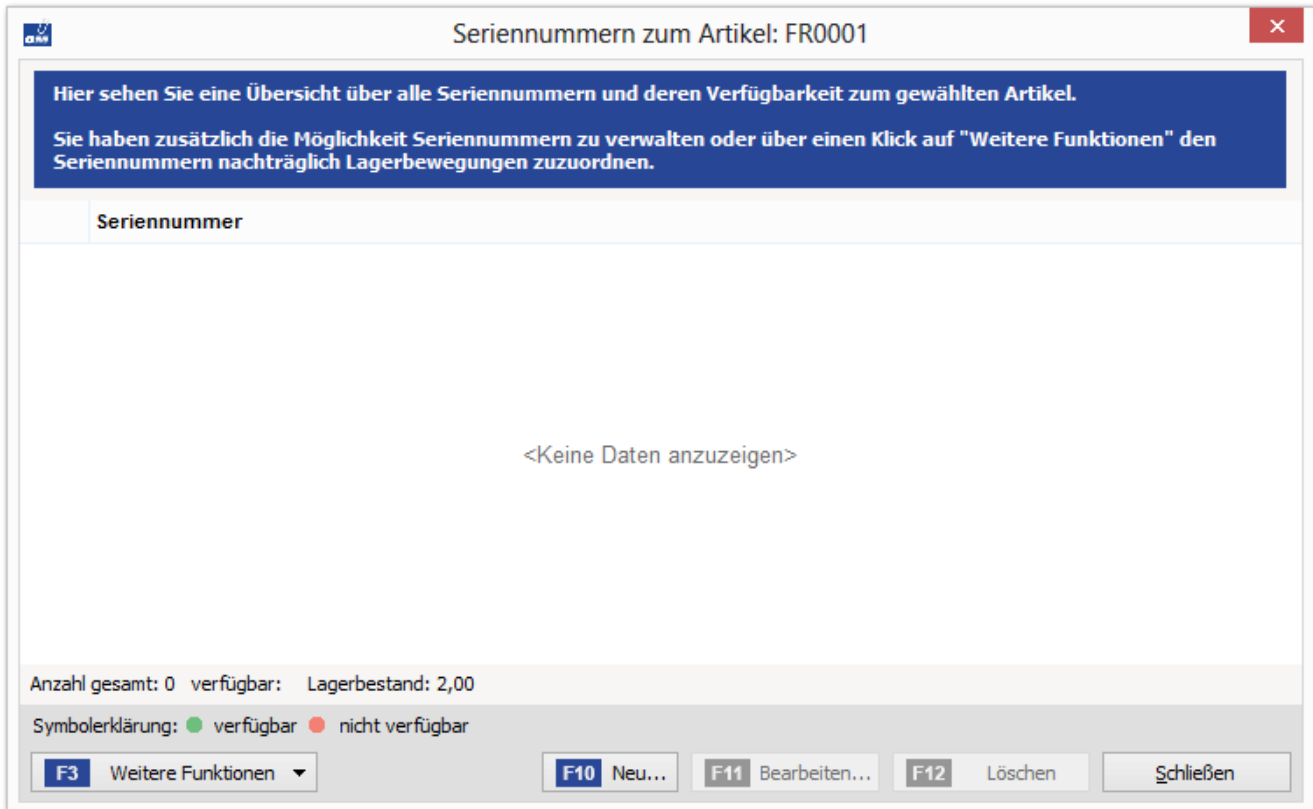 Seriennummern zum Artikel: FR0001
Hier sehen Sie eine Übersicht über alle Seriennummern und deren Verfügbarkeit zum gewählten Artikel.
Sie haben zusätzlich die Möglichkeit Seriennummern zu verwalten oder über einen Klick auf "Weitere Funktionen" den
Seriennummern nachträglich Lagerbewegungen zuzuordnen.
Seriennummer
<Keine Daten anzuzeigen>
Anzahl gesamt: 0 verfügbar: Lagerbestand: 2,00
Symbolerklärung: verfügbar nicht verfügbar
F3 Weitere Funktionen F10 Neu... F11 Bearbeiten... F12 Löschen Schließen